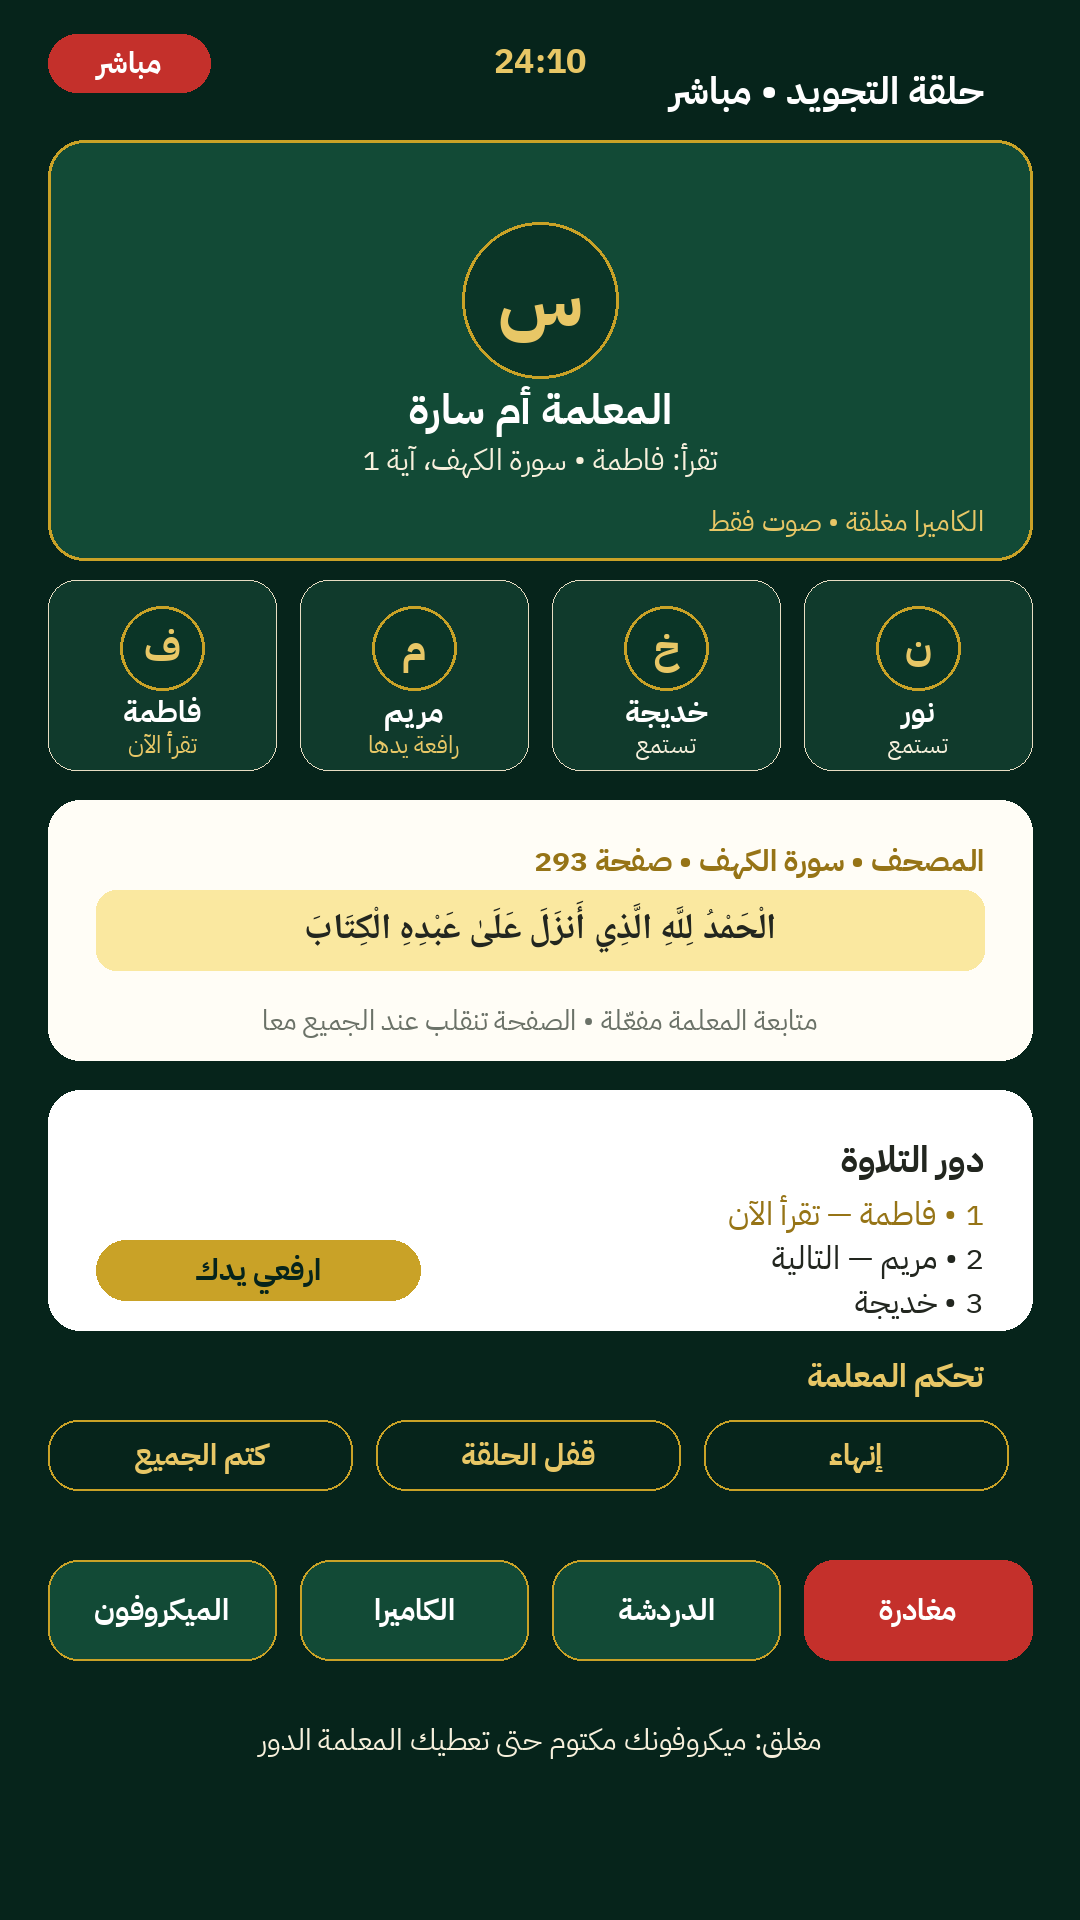 حلقة التجويد • مباشر
24:10
مباشر
س
المعلمة أم سارة
تقرأ: فاطمة • سورة الكهف، آية 1
الكاميرا مغلقة • صوت فقط
ن
نور
تستمع
خ
خديجة
تستمع
م
مريم
رافعة يدها
ف
فاطمة
تقرأ الآن
المصحف • سورة الكهف • صفحة 293
الْحَمْدُ لِلَّهِ الَّذِي أَنزَلَ عَلَىٰ عَبْدِهِ الْكِتَابَ
متابعة المعلمة مفعّلة • الصفحة تنقلب عند الجميع معا
دور التلاوة
1 • فاطمة — تقرأ الآن
2 • مريم — التالية
3 • خديجة
ارفعي يدك
تحكم المعلمة
إنهاء
قفل الحلقة
كتم الجميع
مغادرة
الدردشة
الكاميرا
الميكروفون
مغلق: ميكروفونك مكتوم حتى تعطيك المعلمة الدور